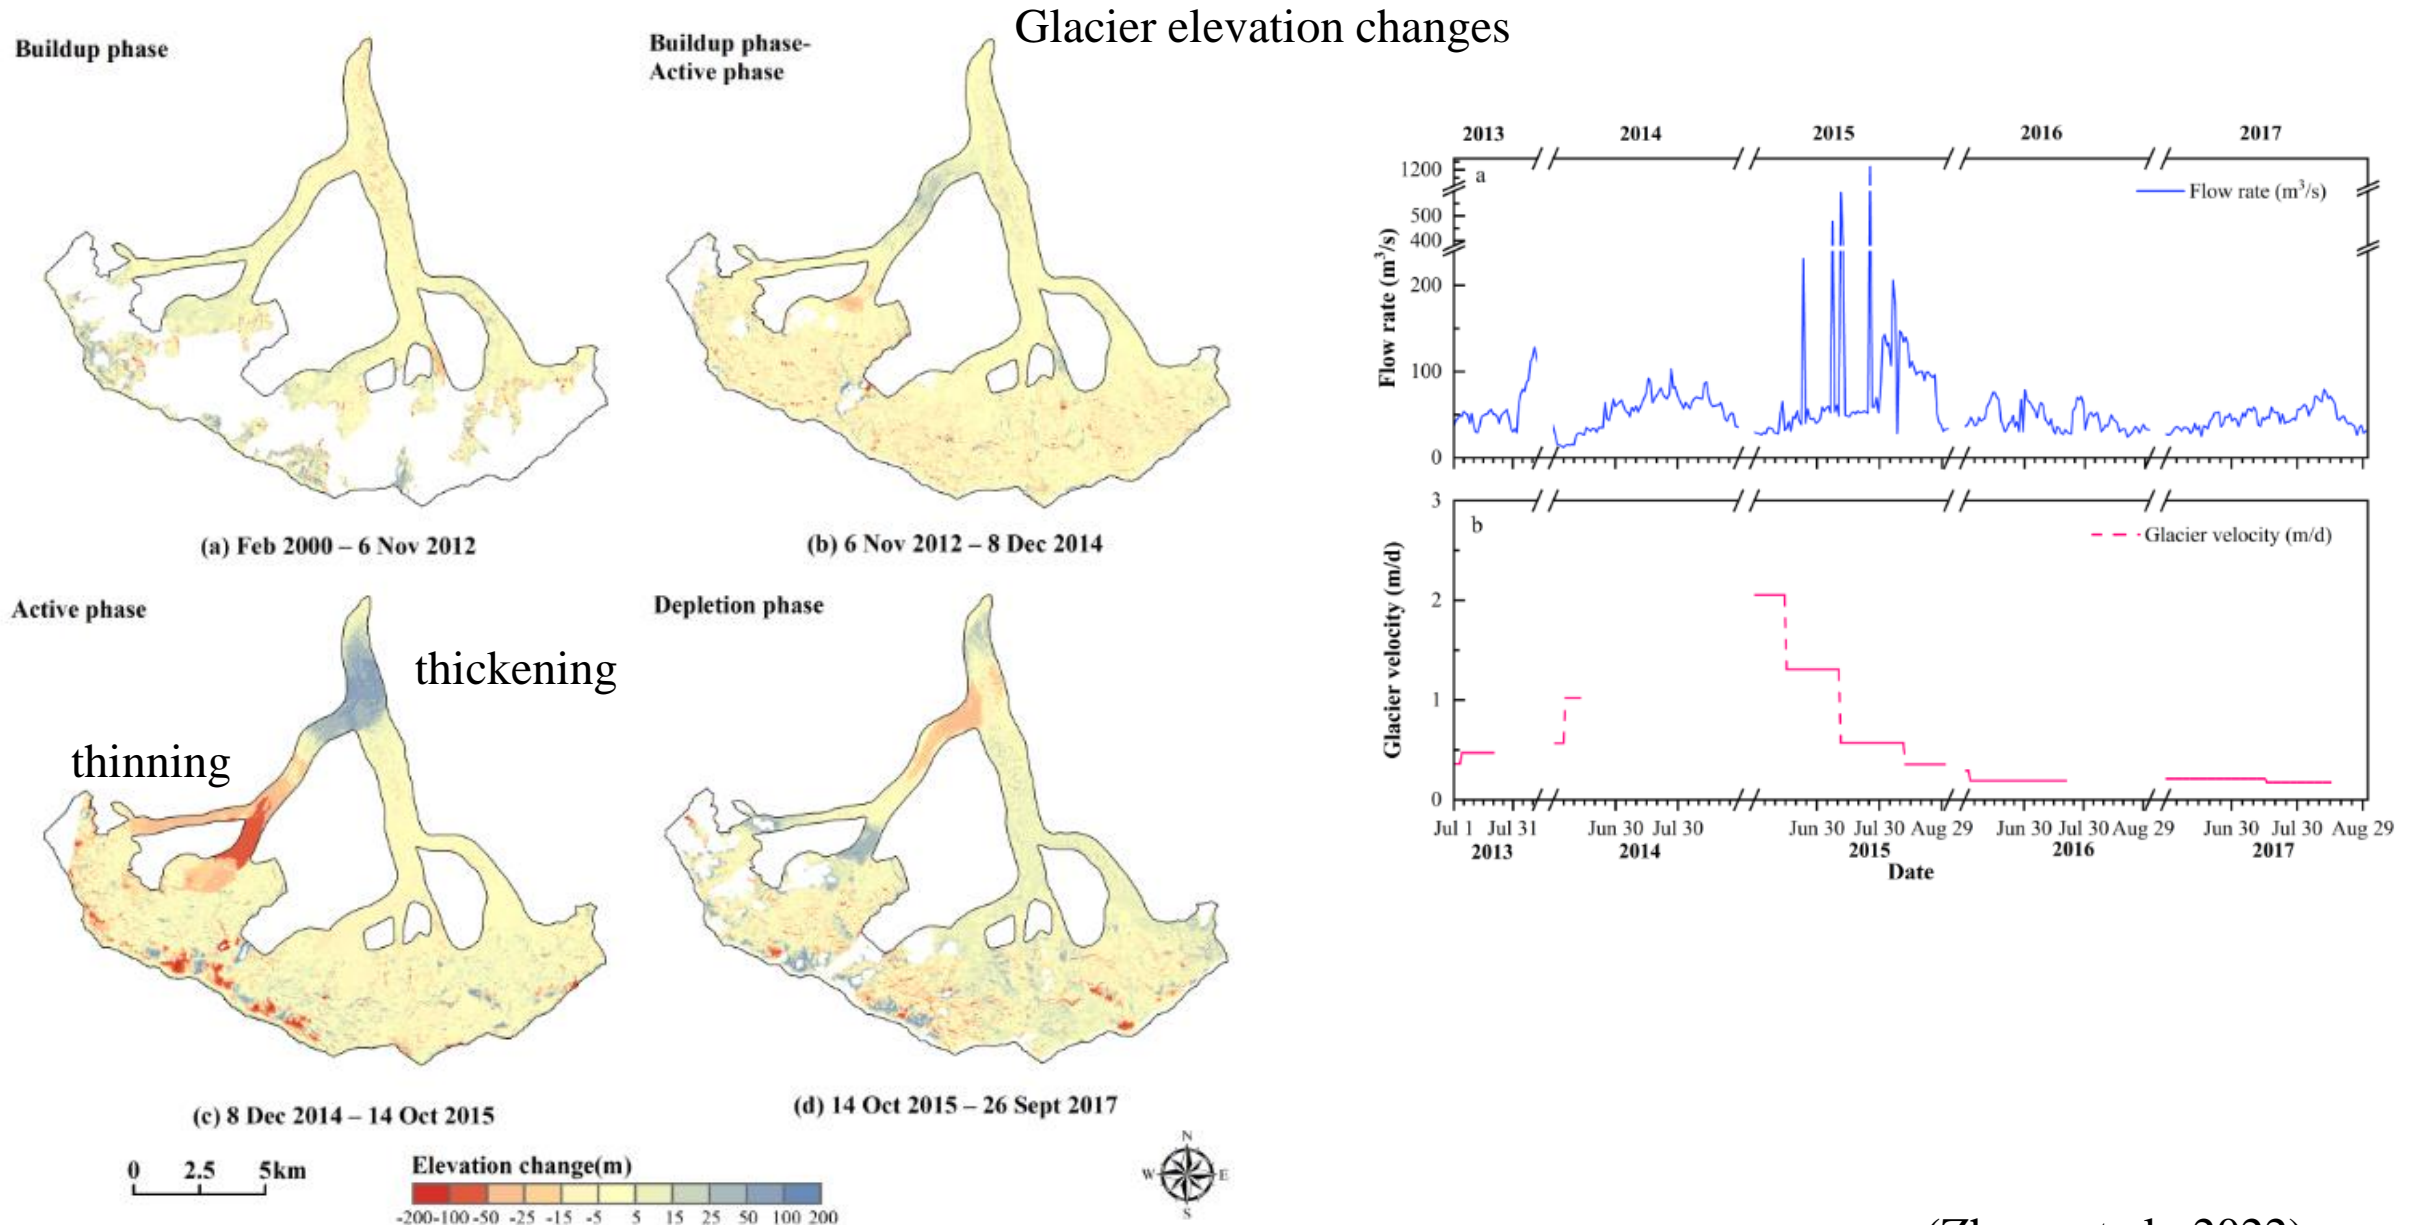 Glacier elevation changes
Buildup phase
Buildup phase-
Active phase
(a) Feb 2000 – 6 Nov 2012
(b) 6 Nov 2012 – 8 Dec 2014
Active phase
thickening
thinning
Depletion phase
(c) 8 Dec 2014 – 14 Oct 2015
(d) 14 Oct 2015 – 26 Sept 2017
0 2.5 5km
Elevation change(m)
-200-100 -50 -25 -15 -5 5 15 25 50 100 200
N
W E
S
2013 2014 2015 2016 2017
a
Flow rate (m³/s)
Flow rate (m³/s)
1200
500
400
200
100
0
b
Glacier velocity (m/d)
Glacier velocity (m/d)
3
2
1
0
Jul 1 Jul 31 Jun 30 Jul 30 Jun 30 Jul 30 Aug 29 Jun 30 Jul 30 Aug 29 Jun 30 Jul 30 Aug 29
2013 2014 2015 2016 2017
Date